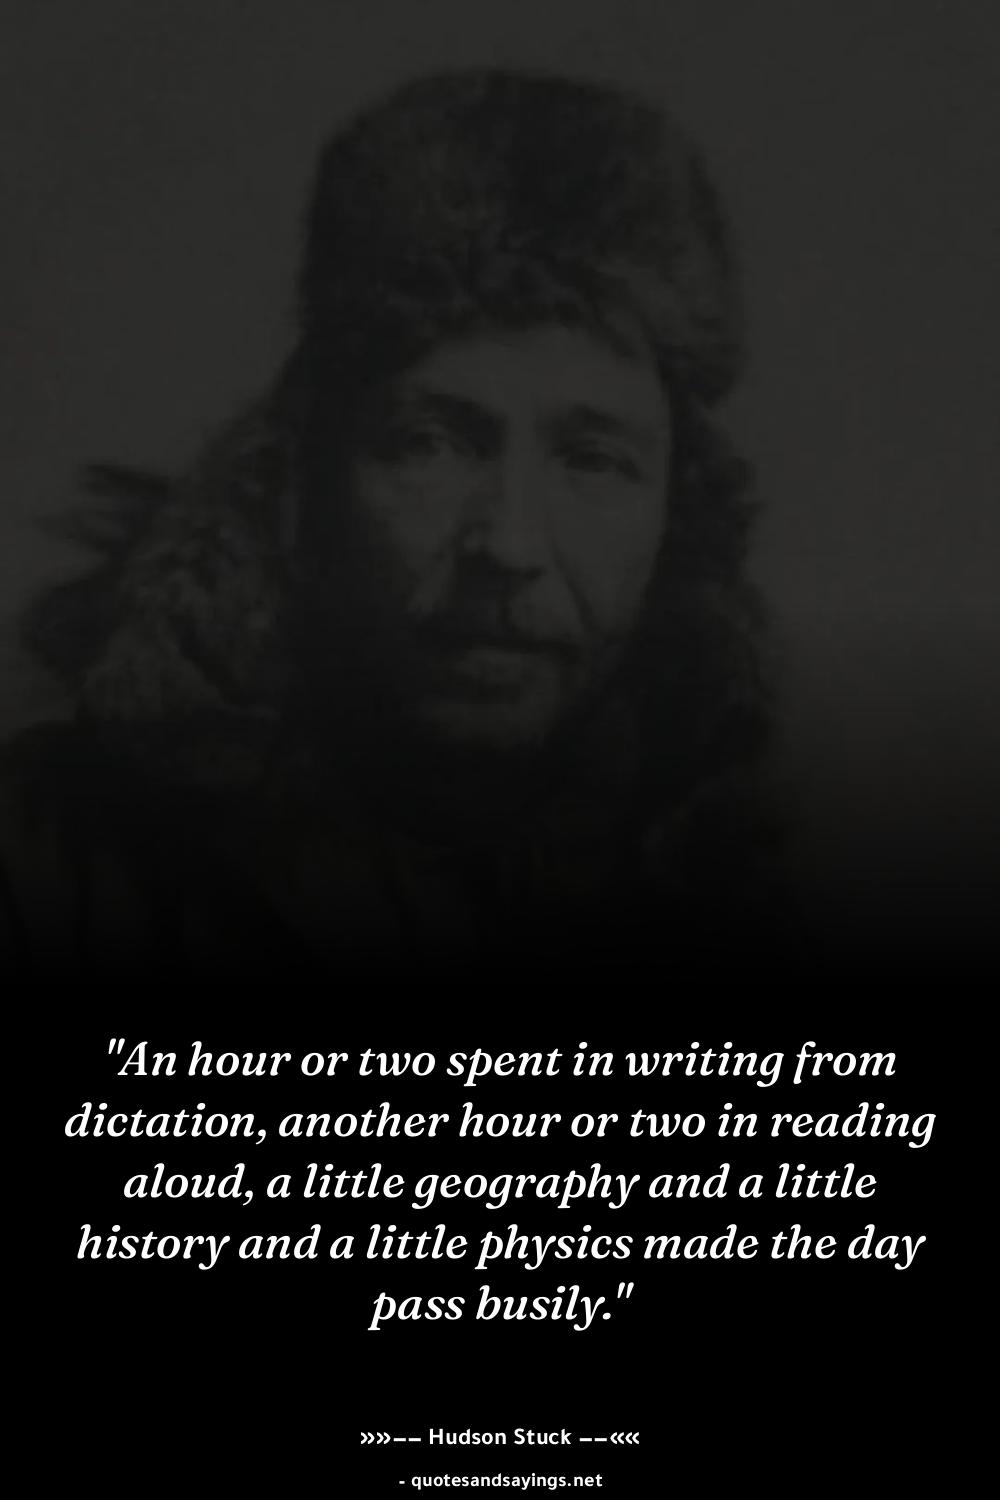 "An hour or two spent in writing from
dictation, another hour or two in reading
aloud, a little geography and a little
history and a little physics made the day
pass busily."
»»–– Hudson Stuck ––««
- quotesandsayings.net